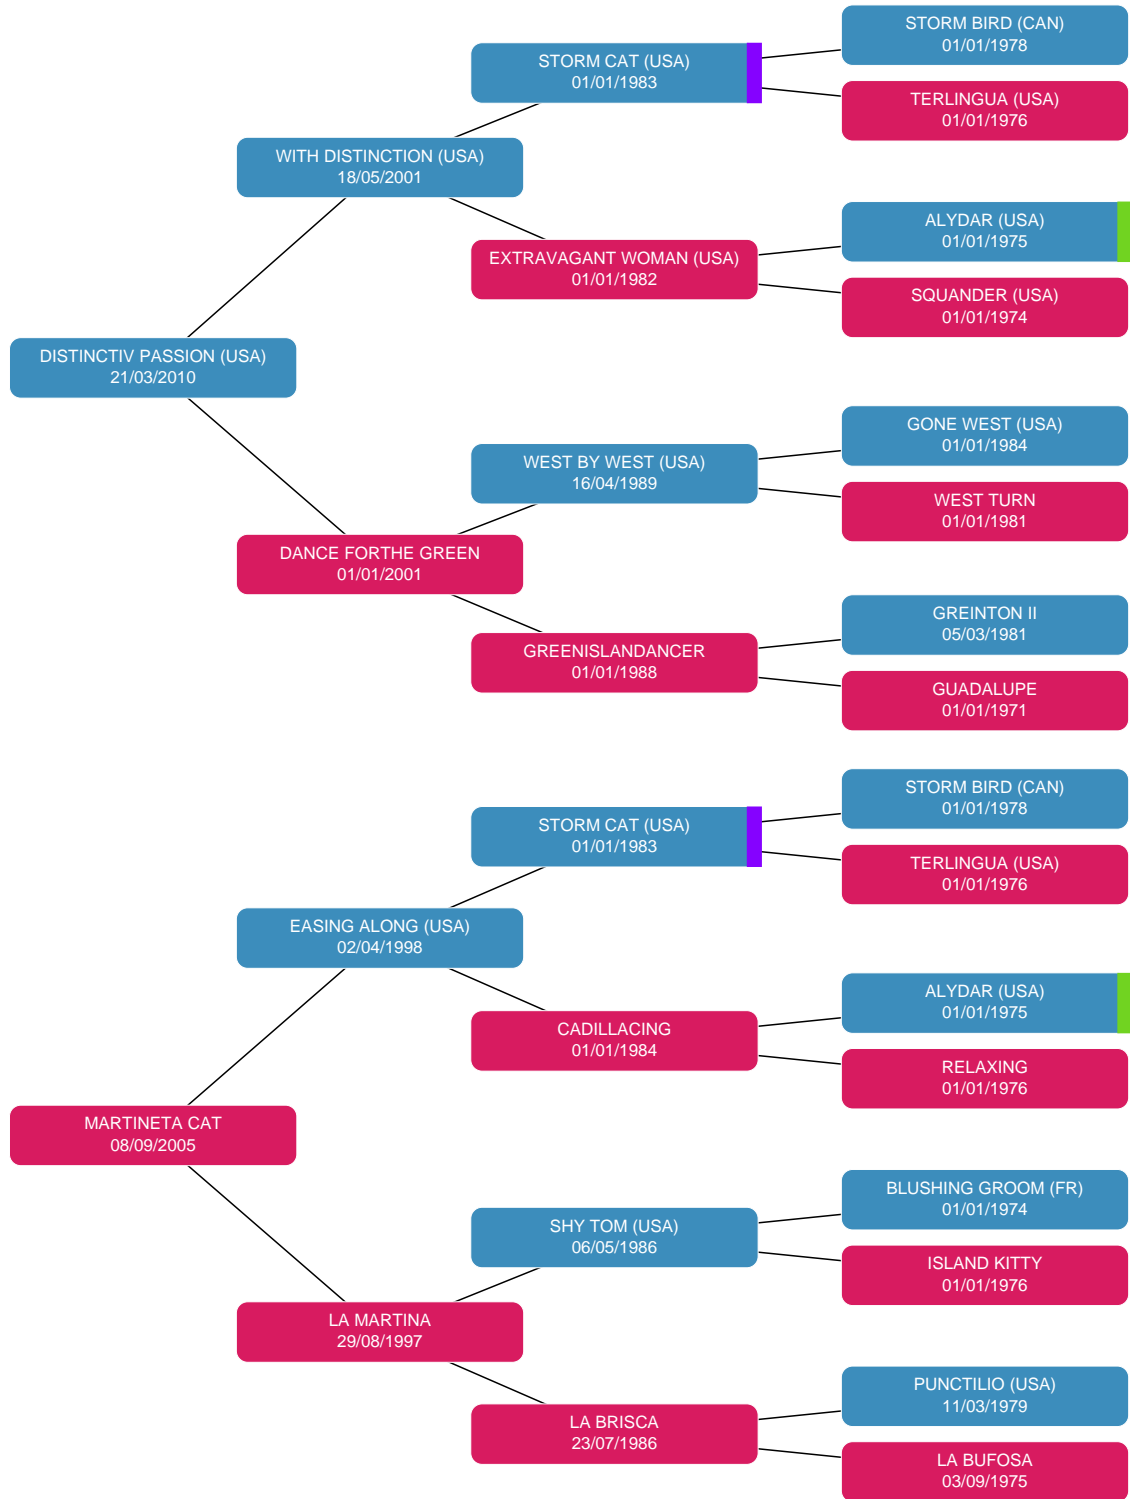 STORM BIRD (CAN)
01/01/1978
STORM CAT (USA)
01/01/1983
TERLINGUA (USA)
01/01/1976
WITH DISTINCTION (USA)
18/05/2001
ALYDAR (USA)
01/01/1975
EXTRAVAGANT WOMAN (USA)
01/01/1982
SQUANDER (USA)
01/01/1974
DISTINCTIV PASSION (USA)
21/03/2010
GONE WEST (USA)
01/01/1984
WEST BY WEST (USA)
16/04/1989
WEST TURN
01/01/1981
DANCE FORTHE GREEN
01/01/2001
GREINTON II
05/03/1981
GREENISLANDANCER
01/01/1988
GUADALUPE
01/01/1971
STORM BIRD (CAN)
01/01/1978
STORM CAT (USA)
01/01/1983
TERLINGUA (USA)
01/01/1976
EASING ALONG (USA)
02/04/1998
ALYDAR (USA)
01/01/1975
CADILLACING
01/01/1984
RELAXING
01/01/1976
MARTINETA CAT
08/09/2005
BLUSHING GROOM (FR)
01/01/1974
SHY TOM (USA)
06/05/1986
ISLAND KITTY
01/01/1976
LA MARTINA
29/08/1997
PUNCTILIO (USA)
11/03/1979
LA BRISCA
23/07/1986
LA BUFOSA
03/09/1975